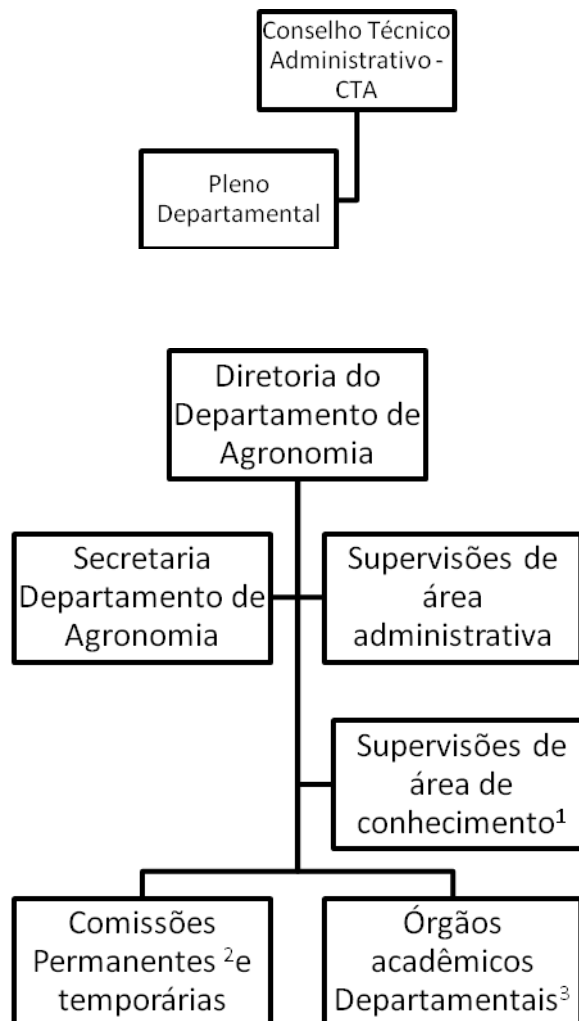 Conselho Técnico
Administrativo -
CTA
Pleno
Departamental
Diretoria do
Departamento de
Agronomia
Secretaria
Departamento de
Agronomia
Supervisões de
área
administrativa
Supervisões de
área de
conhecimento¹
Comissões
Permanentes ²e
temporárias
Órgãos
acadêmicos
Departamentais³